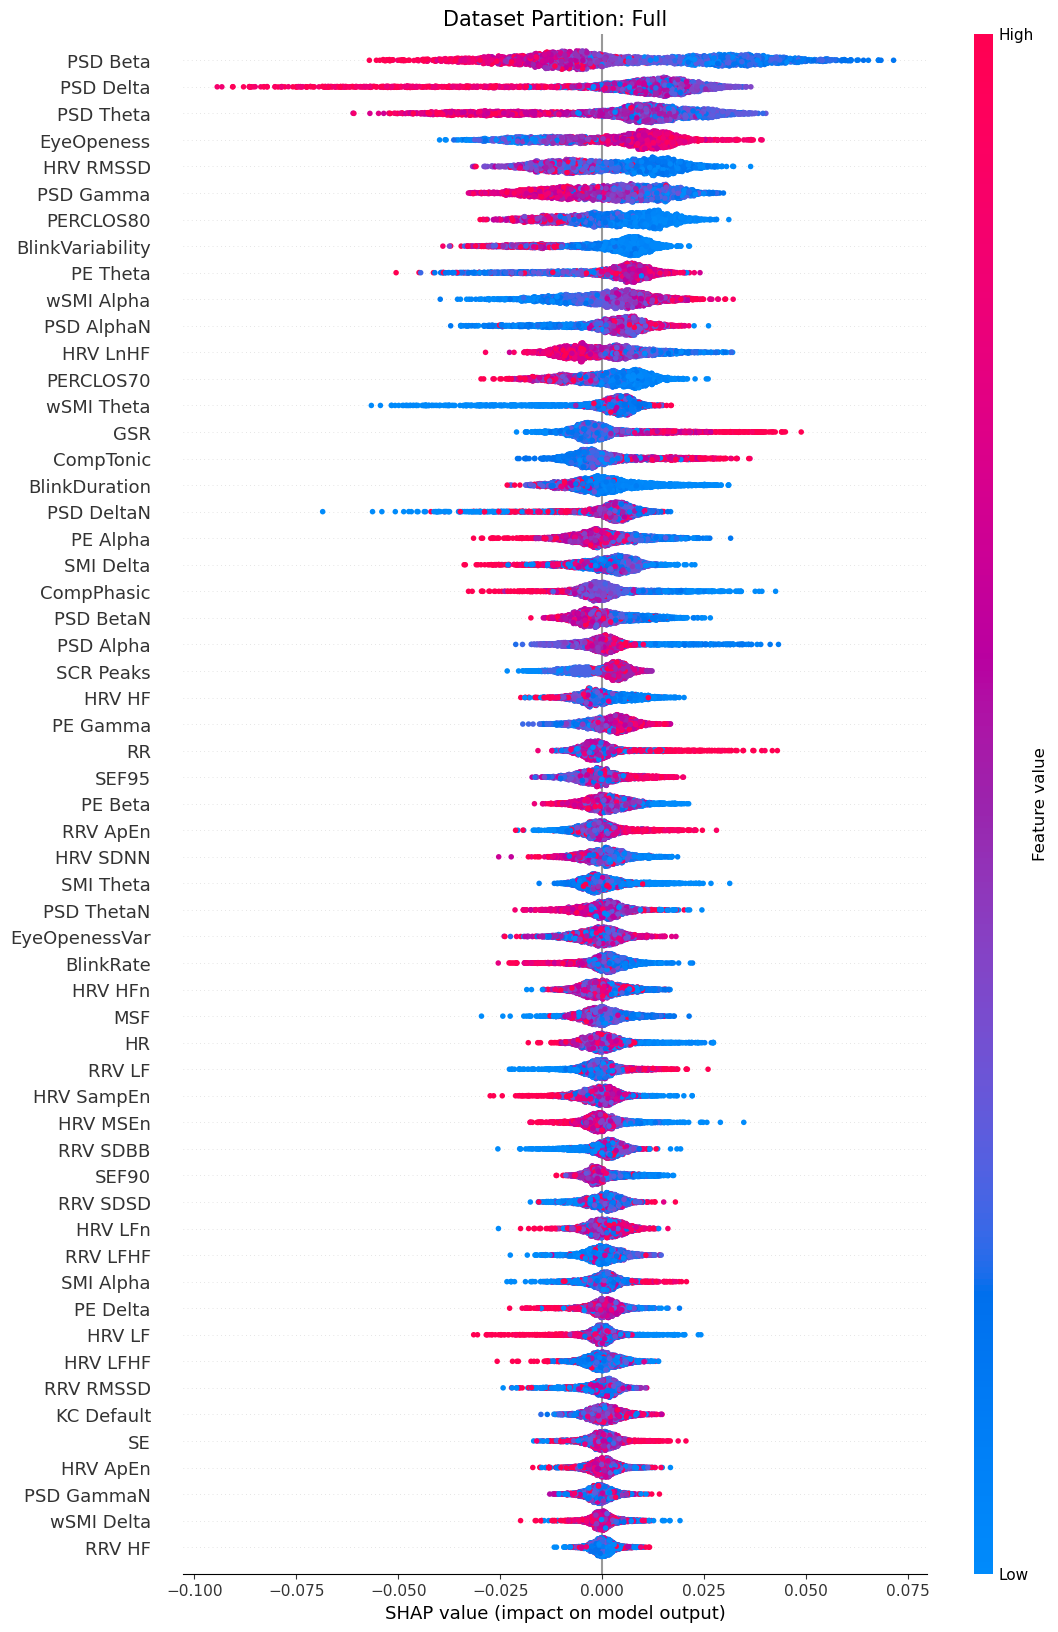 Dataset Partition: Full
High
PSD Beta
PSD Delta
PSD Theta
EyeOpeness
HRV RMSSD
PSD Gamma
PERCLOS80
BlinkVariability
PE Theta
wSMI Alpha
PSD AlphaN
HRV LnHF
PERCLOS70
wSMI Theta
GSR
CompTonic
BlinkDuration
PSD DeltaN
PE Alpha
SMI Delta
CompPhasic
PSD BetaN
PSD Alpha
SCR Peaks
HRV HF
PE Gamma
RR
SEF95
PE Beta
RRV ApEn
HRV SDNN
SMI Theta
PSD ThetaN
EyeOpenessVar
BlinkRate
HRV HFn
MSF
HR
RRV LF
HRV SampEn
HRV MSEn
RRV SDBB
SEF90
RRV SDSD
HRV LFn
RRV LFHF
SMI Alpha
PE Delta
HRV LF
HRV LFHF
RRV RMSSD
KC Default
SE
HRV ApEn
PSD GammaN
wSMI Delta
RRV HF
Feature value
Low
−0.100 −0.075 −0.050 −0.025 0.000 0.025 0.050 0.075
SHAP value (impact on model output)